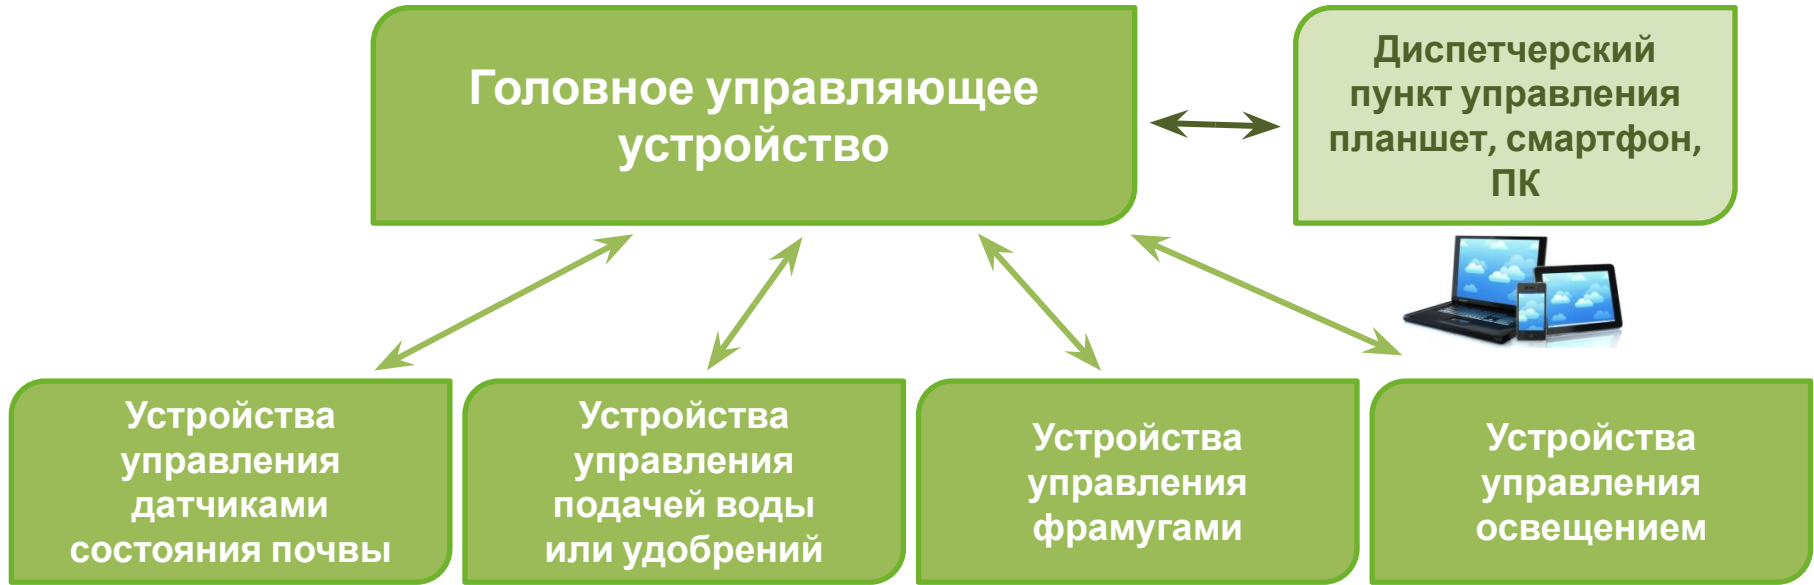 Головное управляющее
устройство
Диспетчерский
пункт управления
планшет, смартфон,
ПК
Устройства
управления
датчиками
состояния почвы
Устройства
управления
подачей воды
или удобрений
Устройства
управления
фрамугами
Устройства
управления
освещением